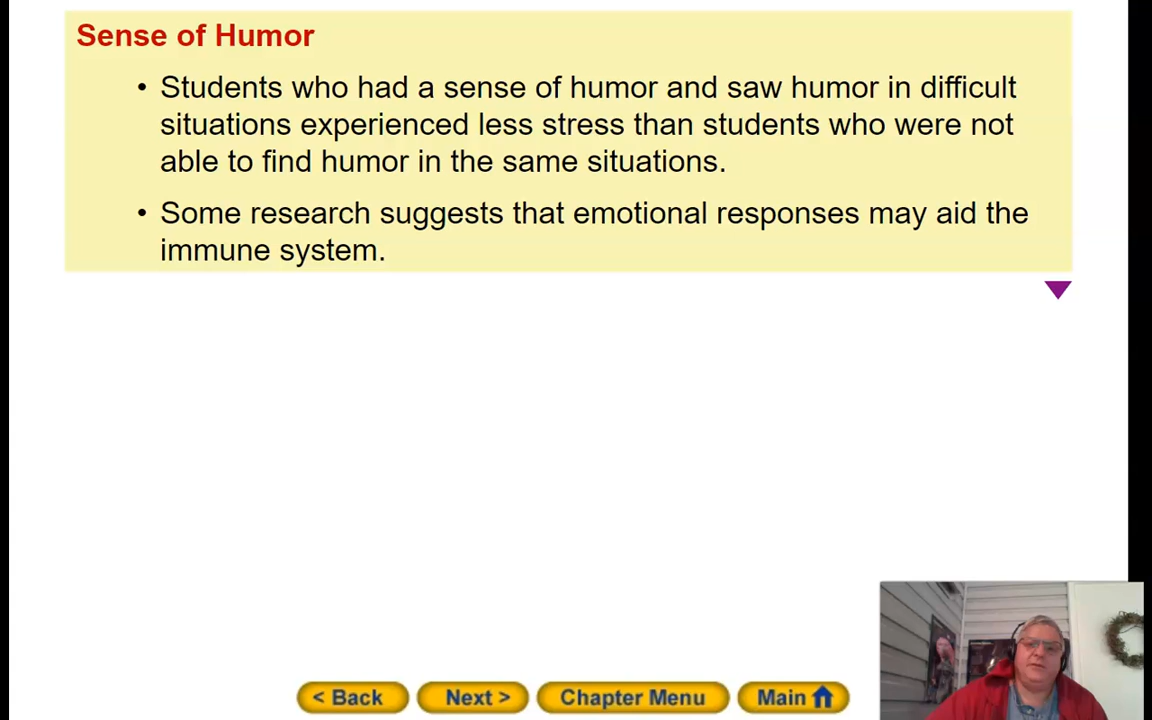 Sense of Humor
• Students who had a sense of humor and saw humor in difficult
situations experienced less stress than students who were not
able to find humor in the same situations.
• Some research suggests that emotional responses may aid the
immune system.
< Back Next > Chapter Menu Main